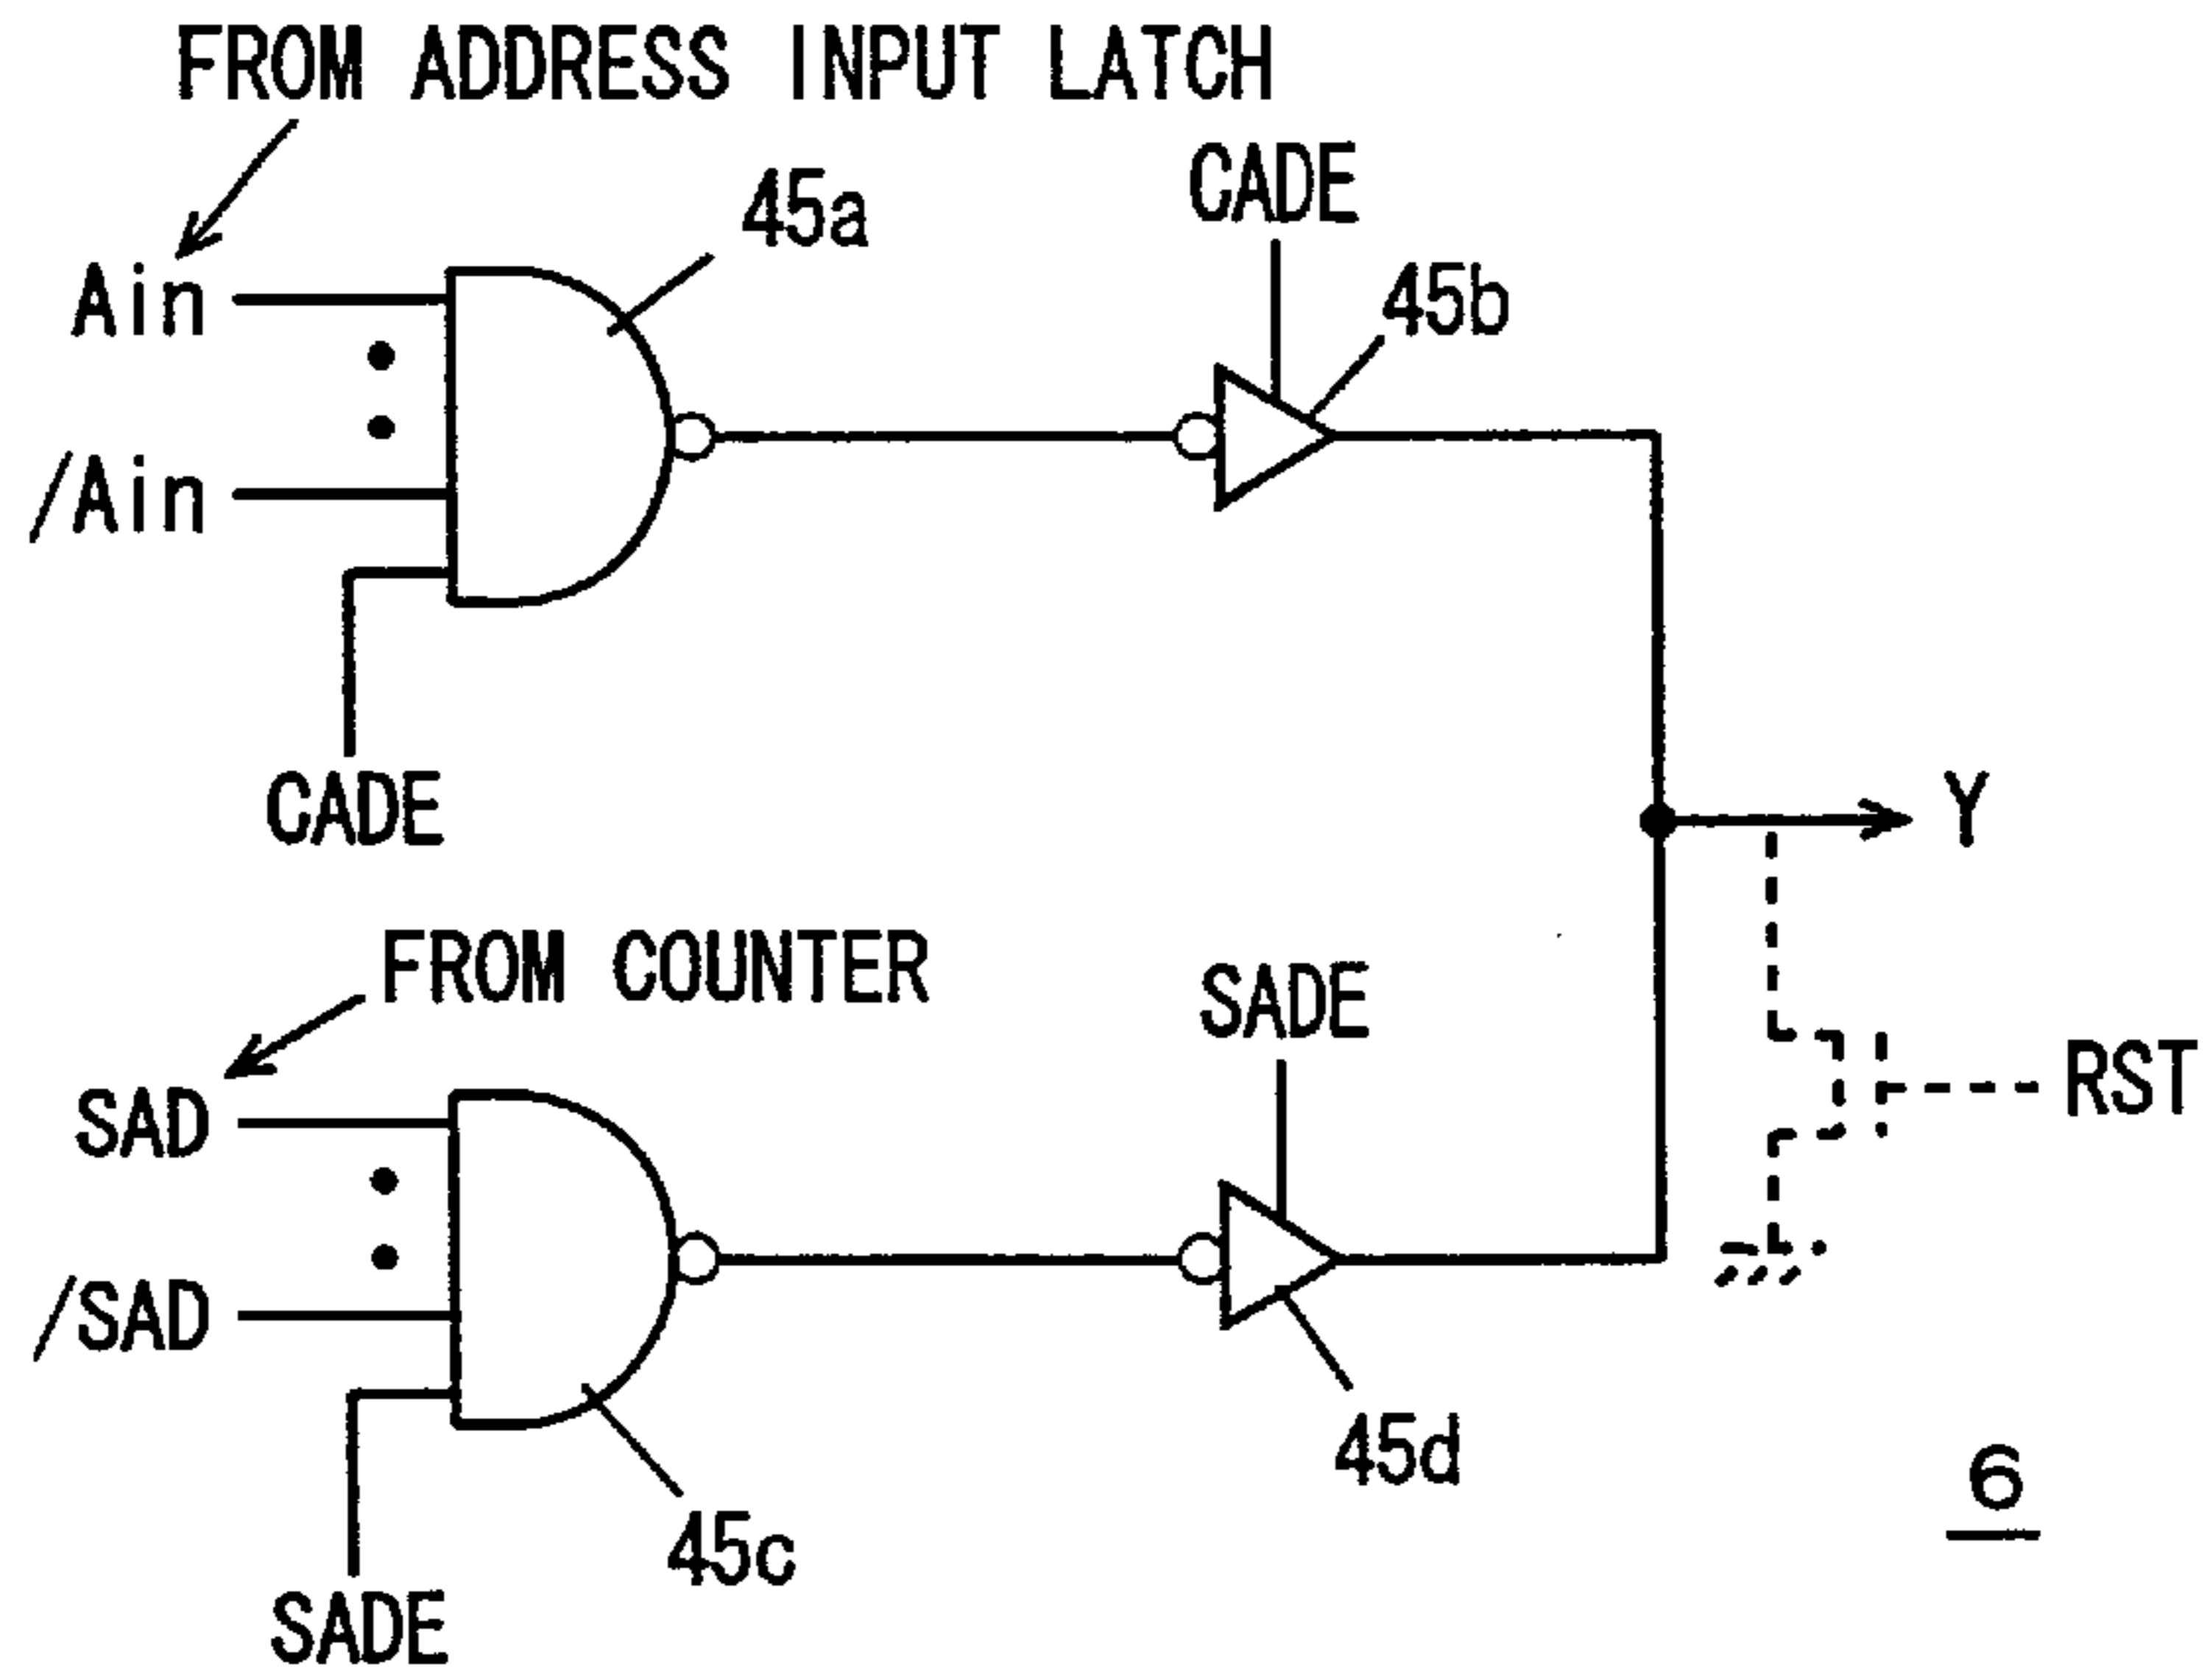 FROM ADDRESS INPUT LATCH
CADE
45a
45b
Ain
/Ain
CADE
Y
FROM COUNTER
SADE
RST
SAD
/SAD
45d
6
45c
SADE